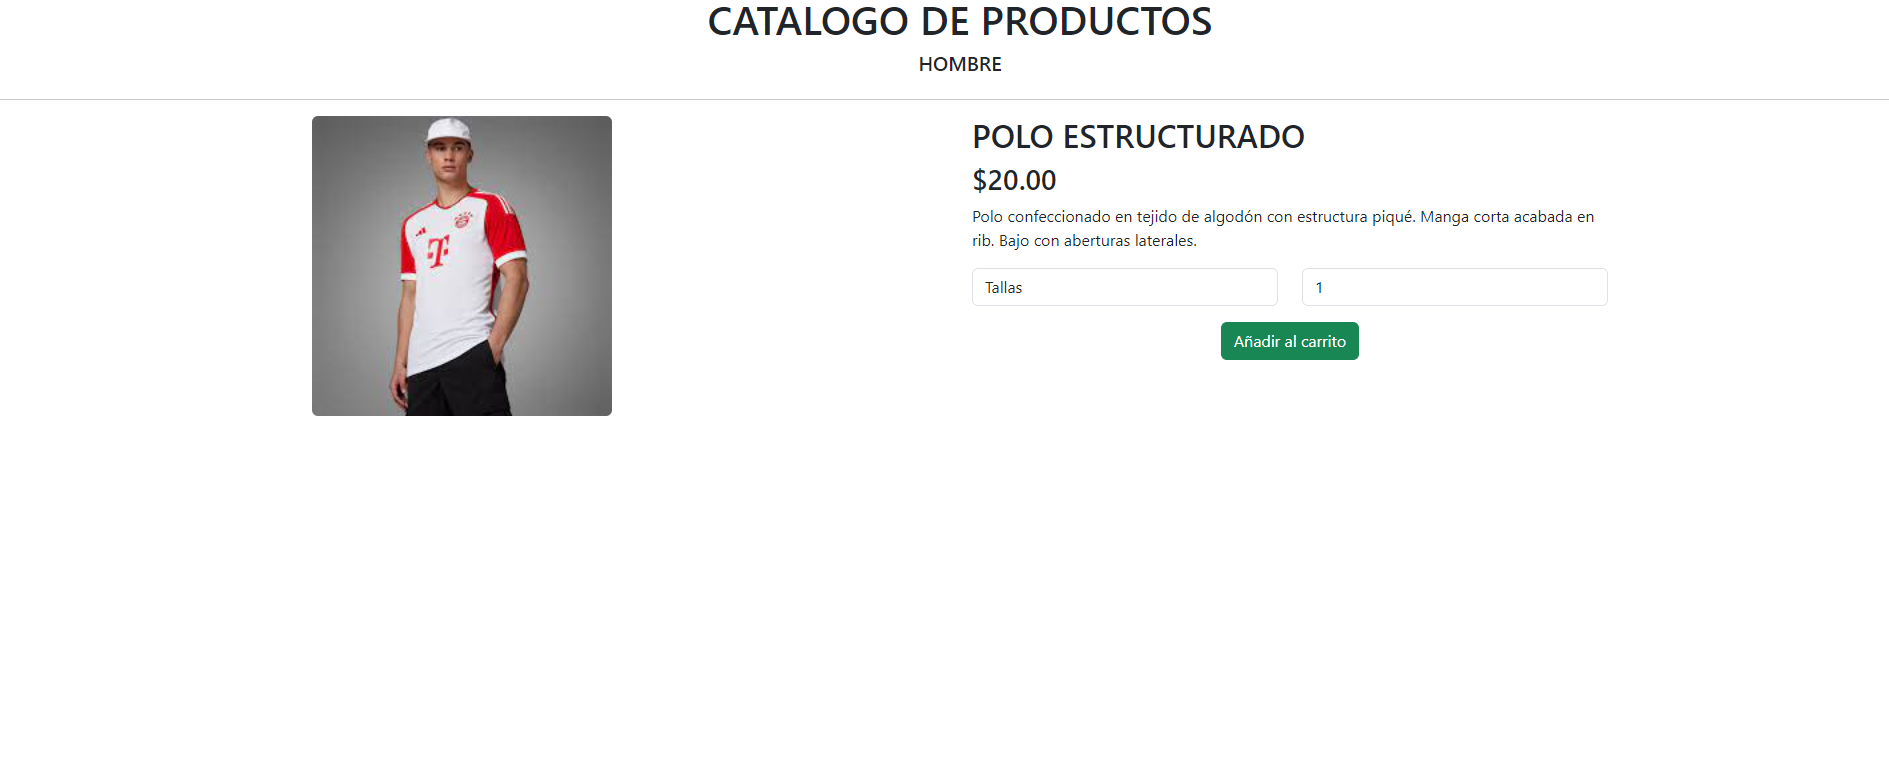 CATALOGO DE PRODUCTOS
HOMBRE
POLO ESTRUCTURADO
$20.00
Polo confeccionado en tejido de algodón con estructura piqué. Manga corta acabada en
rib. Bajo con aberturas laterales.
Tallas
1
Añadir al carrito
T